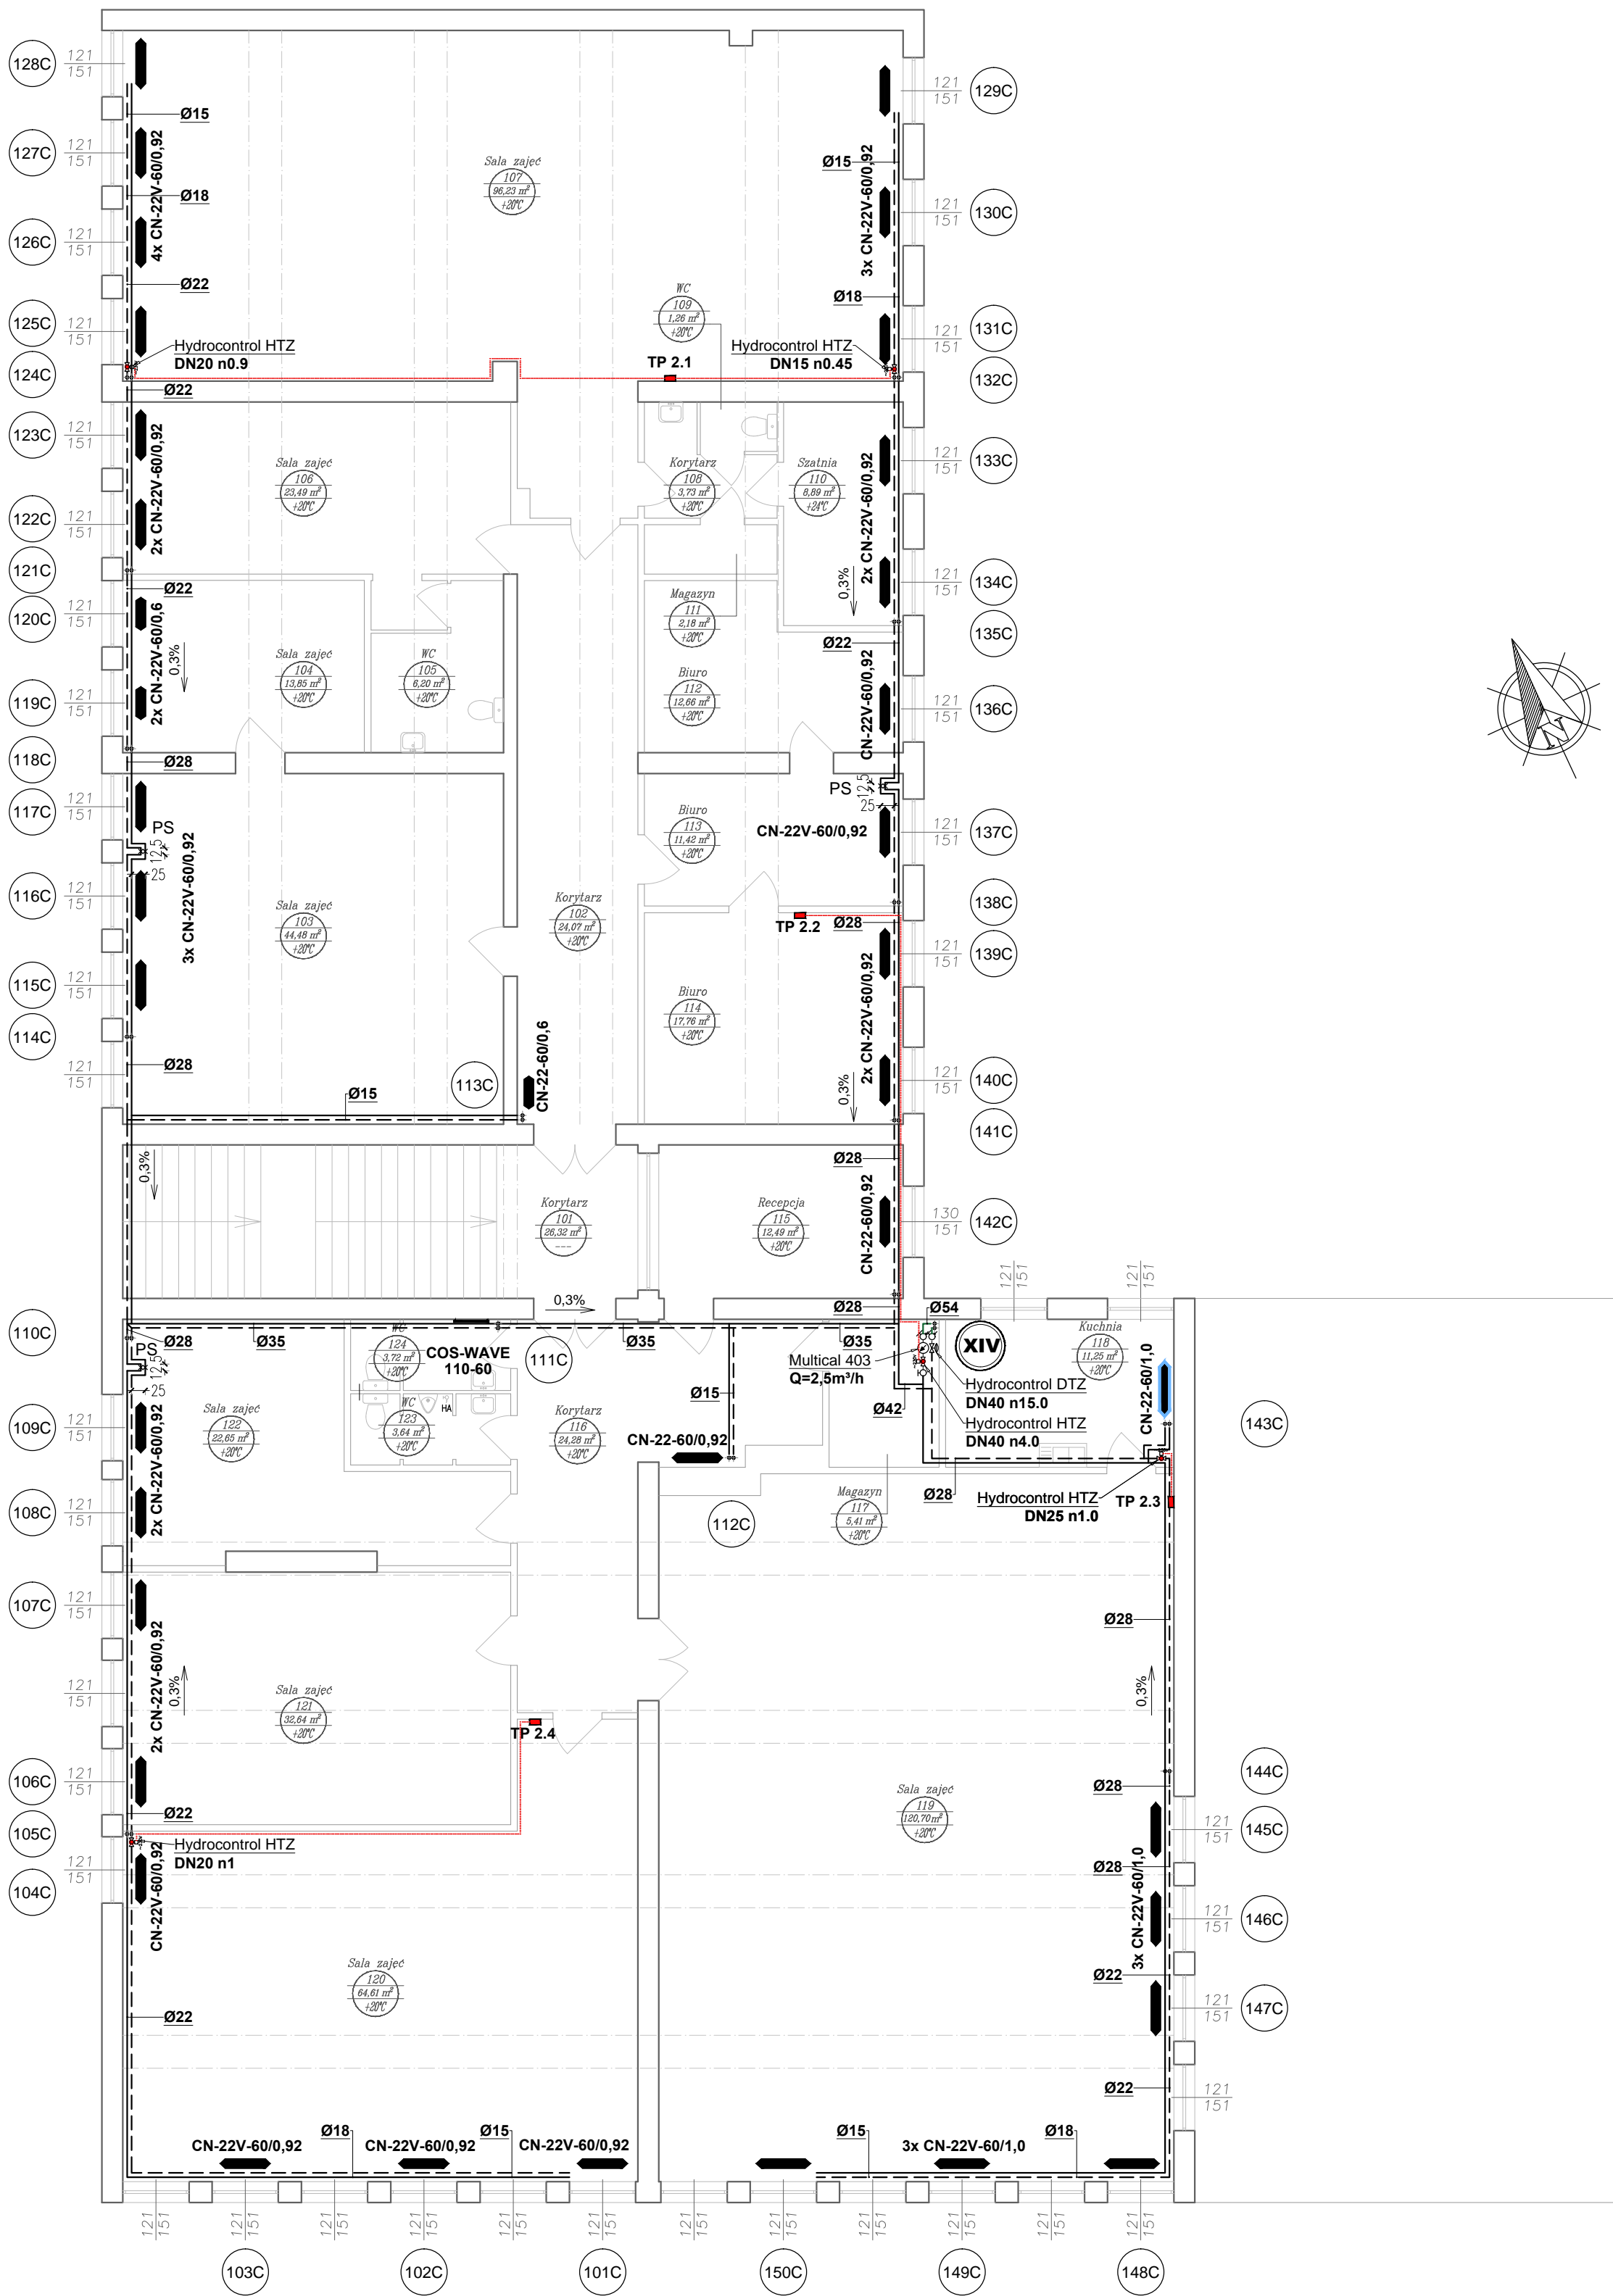 128C
121
151
127C
121
151
126C
121
151
125C
121
151
124C
123C
121
151
122C
121
151
121C
120C
121
151
119C
121
151
118C
117C
121
151
116C
121
151
115C
121
151
114C
121
151
110C
109C
121
151
108C
121
151
107C
121
151
121
151
106C
121
151
105C
104C
121
151
Ø15
4x CN-22V-60/0,92
Ø18
Ø22
Hydrocontrol HTZ
DN20 n0.9
Ø22
2x CN-22V-60/0,92
Ø22
2x CN-22V-60/0,6
0,3%
Ø28
PS
12,5
25
3x CN-22V-60/0,92
Ø28
Ø15
113C
CN-22-60/0,6
0,3%
Sala zajęć
107
96,23 m²
+20°C
WC
109
1,26 m²
+20°C
TP 2.1
Hydrocontrol HTZ
DN15 n0.45
Ø15
3x CN-22V-60/0,92
Ø18
129C
121
151
130C
121
151
131C
121
151
132C
133C
121
151
134C
121
151
135C
136C
121
151
137C
121
151
138C
139C
121
151
140C
121
151
141C
142C
130
151
Sala zajęć
106
23,49 m²
+20°C
Korytarz
108
3,73 m²
+20°C
Szatnia
110
8,89 m²
+24°C
2x CN-22V-60/0,92
0,3%
Ø22
Magazyn
111
2,18 m²
+20°C
Sala zajęć
104
13,85 m²
+20°C
WC
105
6,20 m²
+20°C
Biuro
112
12,66 m²
+20°C
CN-22V-60/0,92
PS
12,5
25
Biuro
113
11,42 m²
+20°C
CN-22V-60/0,92
Sala zajęć
103
44,48 m²
+20°C
Korytarz
102
24,07 m²
+20°C
TP 2.2
Ø28
Biuro
114
17,76 m²
+20°C
2x CN-22V-60/0,92
0,3%
Ø28
Korytarz
101
26,32 m²
---
Recepcja
115
12,49 m²
+20°C
CN-22-60/0,92
0,3%
Ø28
Ø54
121
151
121
151
Ø28
Ø35
PS
12,5
25
WC
124
3,72 m²
+20°C
COS-WAVE
110-60
111C
Ø35
Ø35
Multical 403
Q=2,5m³/h
XIV
Kuchnia
118
11,25 m²
+20°C
CN-22-60/1,0
Hydrocontrol DTZ
DN40 n15.0
Hydrocontrol HTZ
DN40 n4.0
Ø15
Ø42
143C
2x CN-22V-60/0,92
Sala zajęć
122
22,65 m²
+20°C
WC
123
3,64 m²
+20°C
HA
Korytarz
116
24,28 m²
+20°C
CN-22-60/0,92
112C
Magazyn
117
5,41 m²
+20°C
Ø28
Hydrocontrol HTZ
DN25 n1.0
TP 2.3
Ø28
0,3%
2x CN-22V-60/0,92
0,3%
Sala zajęć
121
32,64 m²
+20°C
TP 2.4
Ø22
Hydrocontrol HTZ
DN20 n1
CN-22V-60/0,92
Sala zajęć
119
120,70 m²
+20°C
144C
Ø28
145C
121
151
Ø28
3x CN-22V-60/1,0
146C
121
151
Ø22
147C
121
151
Ø22
121
151
Sala zajęć
120
64,61 m²
+20°C
Ø22
CN-22V-60/0,92
Ø18
CN-22V-60/0,92
Ø15
CN-22V-60/0,92
Ø15
3x CN-22V-60/1,0
Ø18
121
151
121
151
121
151
121
151
121
151
121
151
121
151
121
151
121
151
121
151
121
151
121
151
103C
102C
101C
150C
149C
148C
N